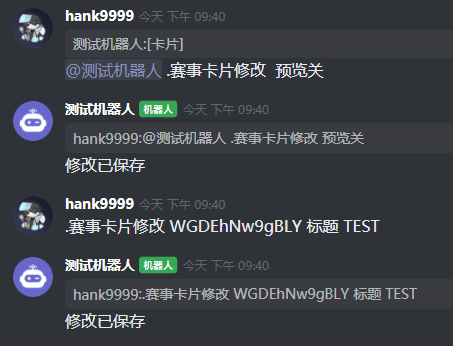 hank9999 今天 下午 09:40
测试机器人:[卡片]
@测试机器人 .赛事卡片修改 预览关
测试机器人 机器人 今天 下午 09:40
hank9999:@测试机器人 .赛事卡片修改 预览关
修改已保存
hank9999 今天 下午 09:40
.赛事卡片修改 WGDEhNw9gBLY 标题 TEST
测试机器人 机器人 今天 下午 09:40
hank9999:.赛事卡片修改 WGDEhNw9gBLY 标题 TEST
修改已保存